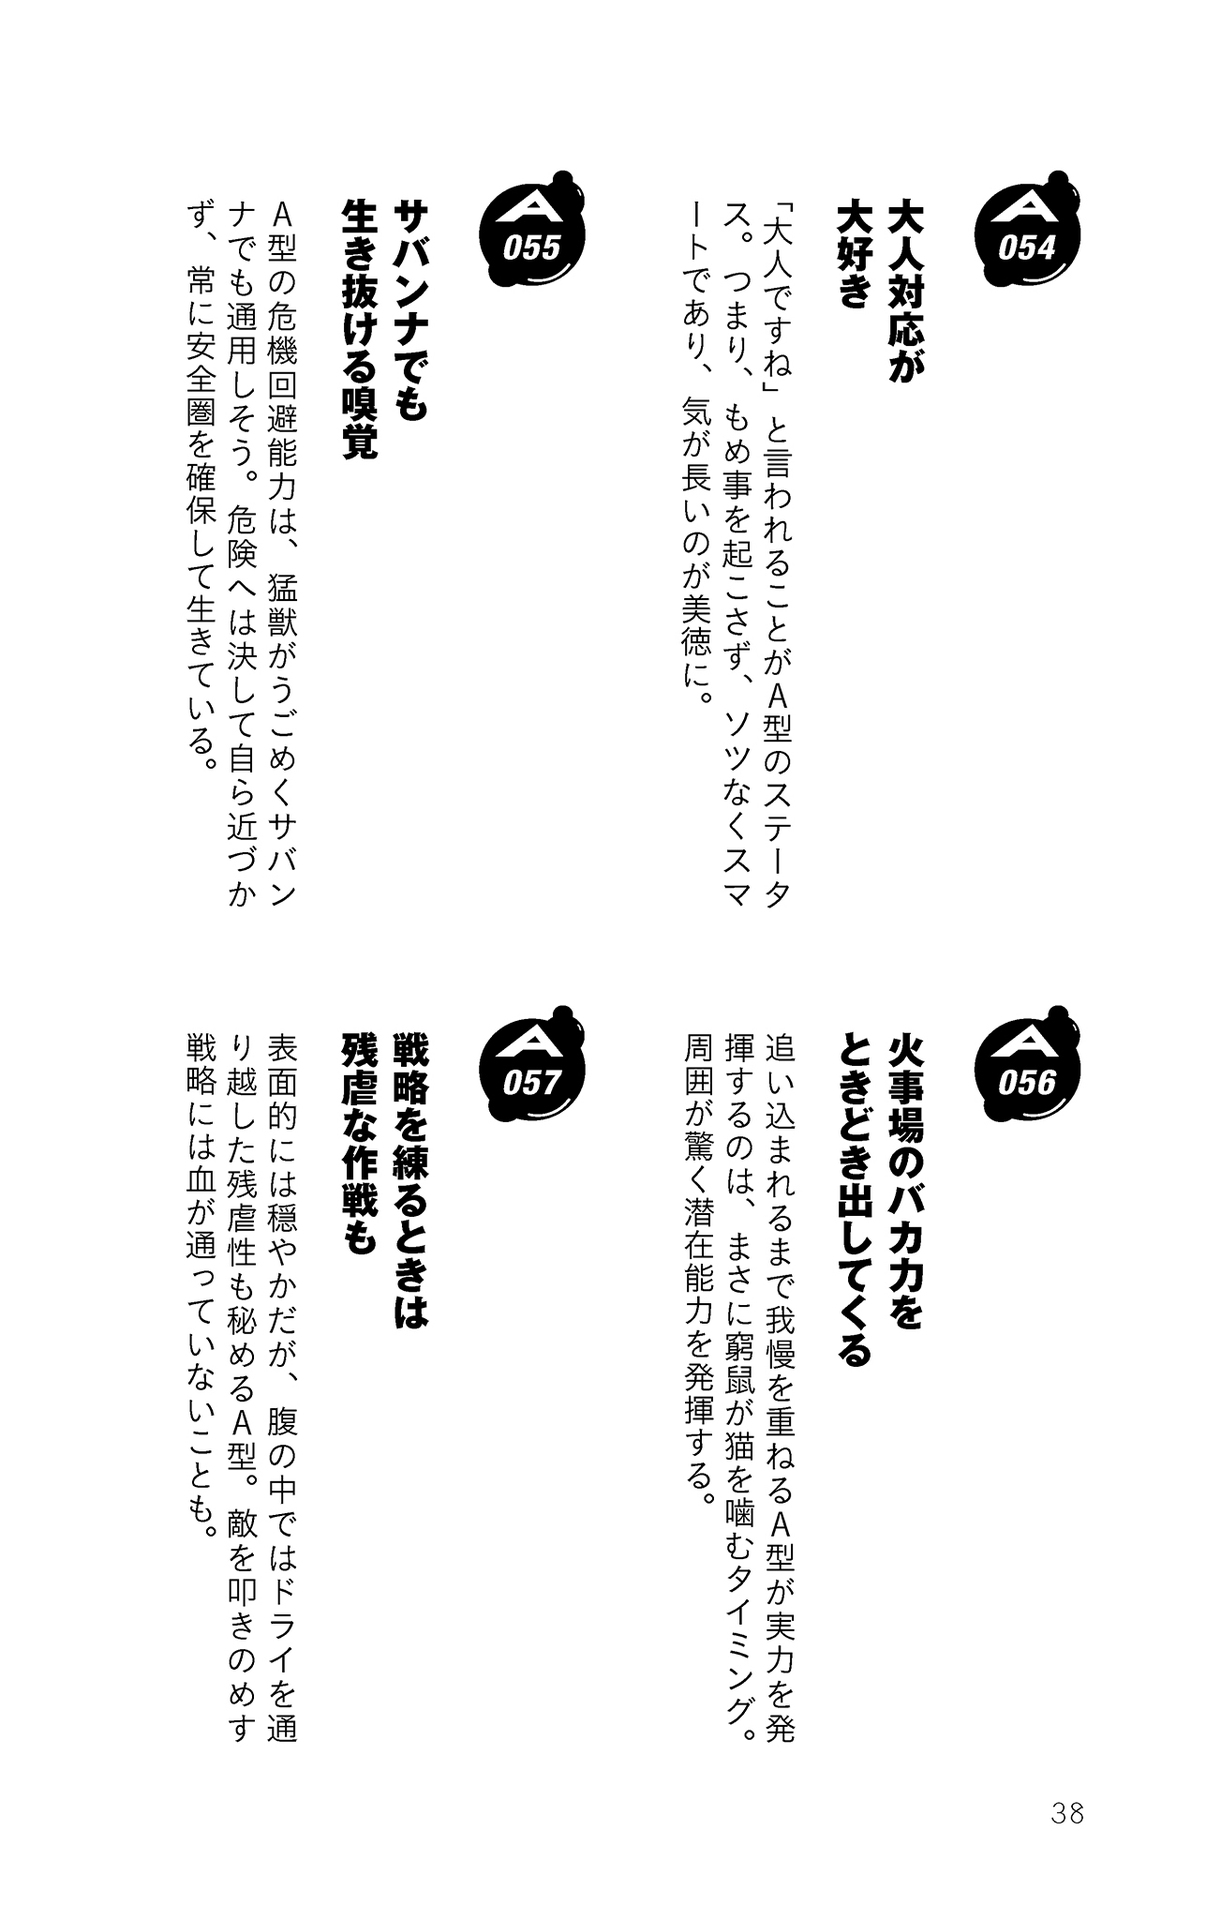 A
054
大人対応が
大好き
「大人ですね」と言われることがA型のステータ
ス。つまり、もめ事を起こさず、ソツなくスマ
ートであり、気が長いのが美徳に。
A
055
サバンナでも
生き抜ける嗅覚
A型の危機回避能力は、猛獣がうごめくサバン
ナでも通用しそう。危険へは決して自ら近づか
ず、常に安全圏を確保して生きている。
A
056
火事場のバカ力を
ときどき出してくる
追い込まれるまで我慢を重ねるA型が実力を発
揮するのは、まさに窮鼠が猫を噛むタイミング。
周囲が驚く潜在能力を発揮する。
A
057
戦略を練るときは
残虐な作戦も
表面的には穏やかだが、腹の中ではドライを通
り越した残虐性も秘めるA型。敵を叩きのめす
戦略には血が通っていないことも。
38